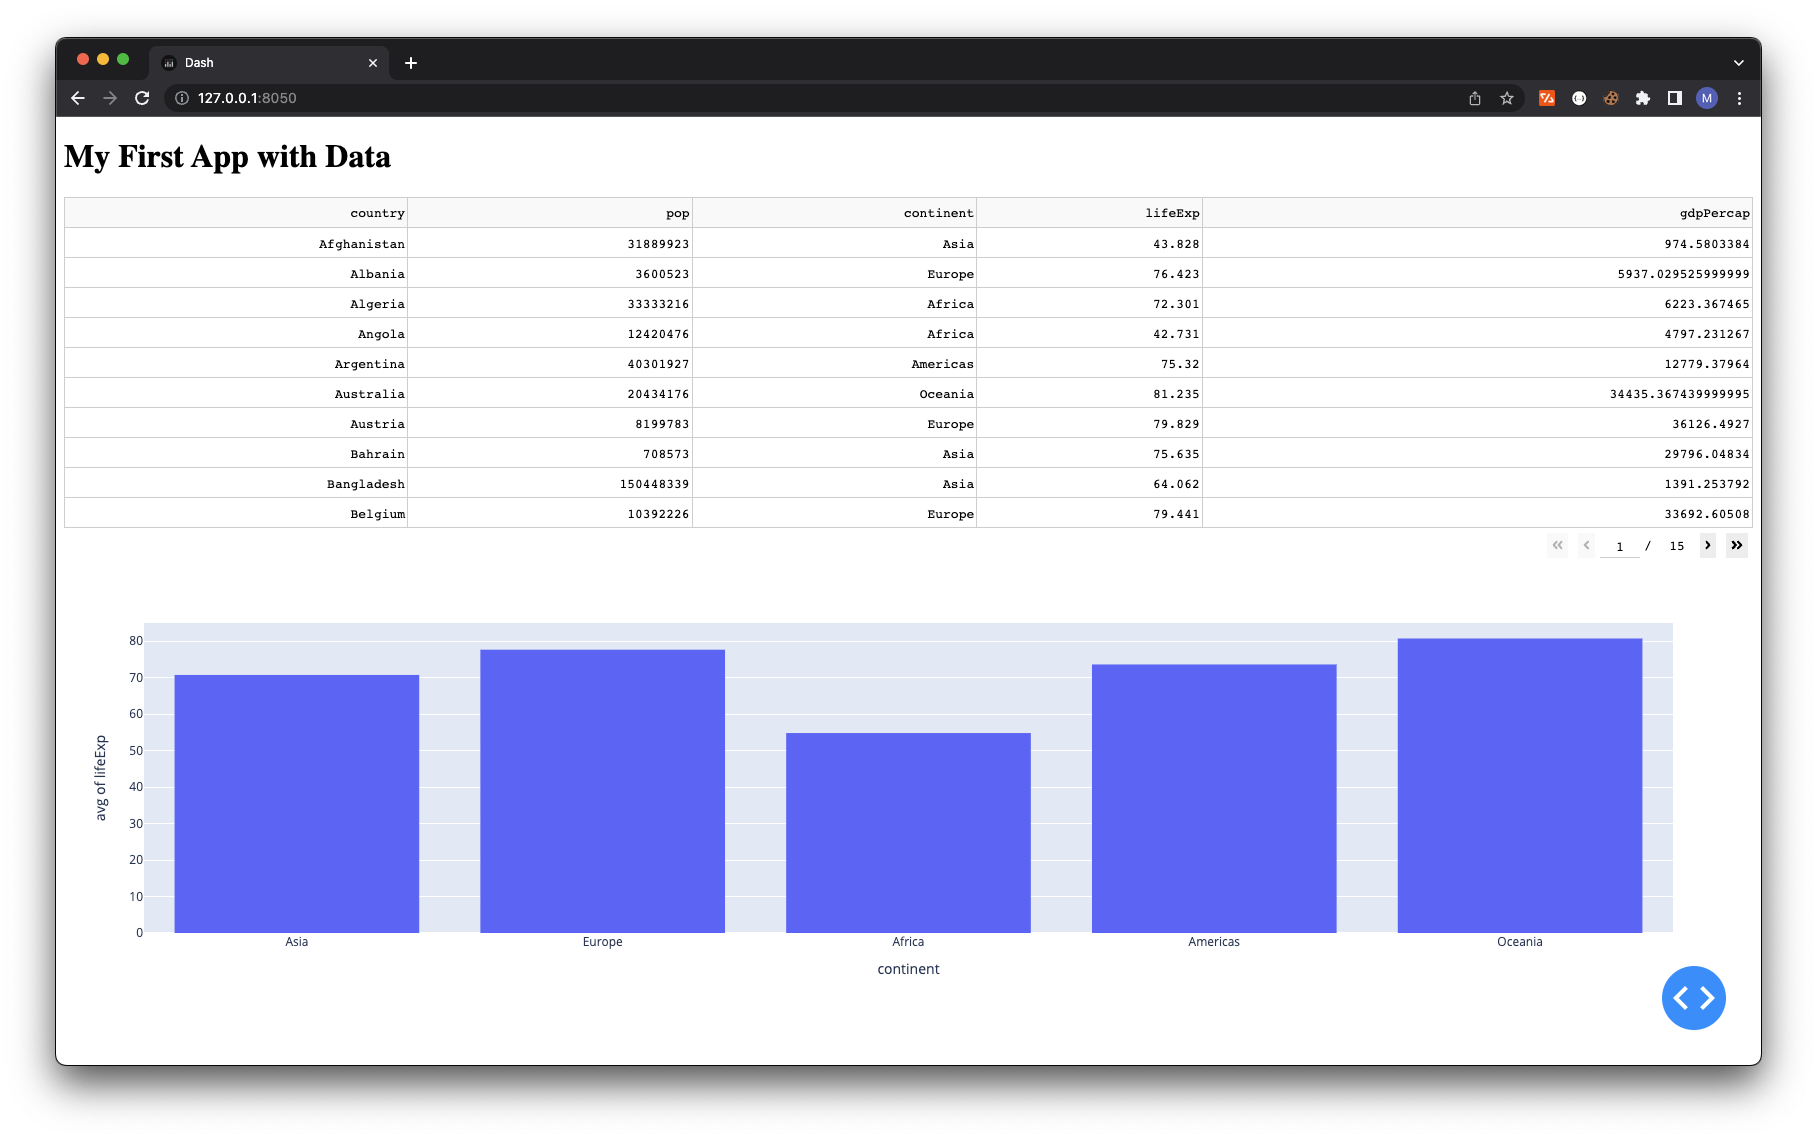 Dash
127.0.0.1:8050
M
My First App with Data
country pop continent lifeExp gdpPercap
Afghanistan 31889923 Asia 43.828 974.5803384
Albania 3600523 Europe 76.423 5937.029525999999
Algeria 33333216 Africa 72.301 6223.367465
Angola 12420476 Africa 42.731 4797.231267
Argentina 40301927 Americas 75.32 12779.37964
Australia 20434176 Oceania 81.235 34435.367439999995
Austria 8199783 Europe 79.829 36126.4927
Bahrain 708573 Asia 75.635 29796.04834
Bangladesh 150448339 Asia 64.062 1391.253792
Belgium 10392226 Europe 79.441 33692.60508
1 / 15
80
70
60
50
40
30
20
10
0
avg of lifeExp
Asia Europe Africa Americas Oceania
continent